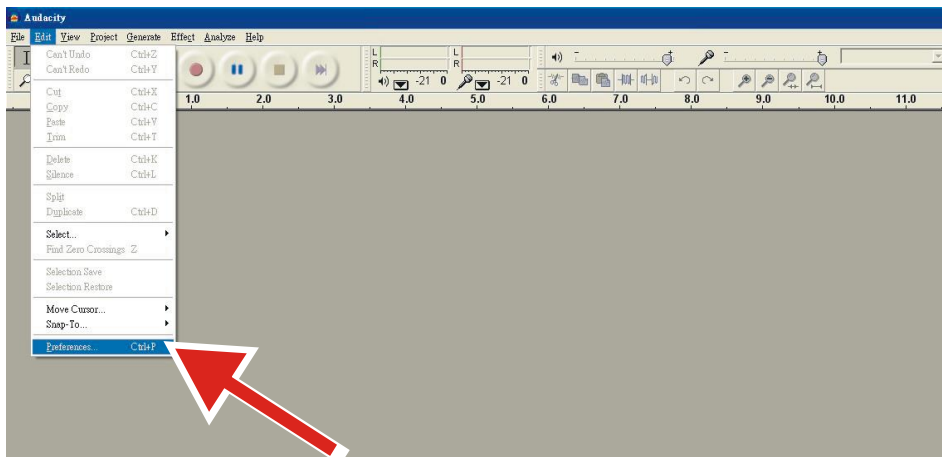 Audacity
File Edit View Project Generate Effect Analyze Help
Can't Undo Ctrl+Z
Can't Redo Ctrl+Y
Cut Ctrl+X
Copy Ctrl+C
Paste Ctrl+V
Trim Ctrl+T
Delete Ctrl+K
Silence Ctrl+L
Split
Duplicate Ctrl+D
Select...
Find Zero Crossings Z
Selection Save
Selection Restore
Move Cursor...
Snap-To...
Preferences... Ctrl+P
L L
R R
-21 0 -21 0
- + - +
1.0 2.0 3.0 4.0 5.0 6.0 7.0 8.0 9.0 10.0 11.0